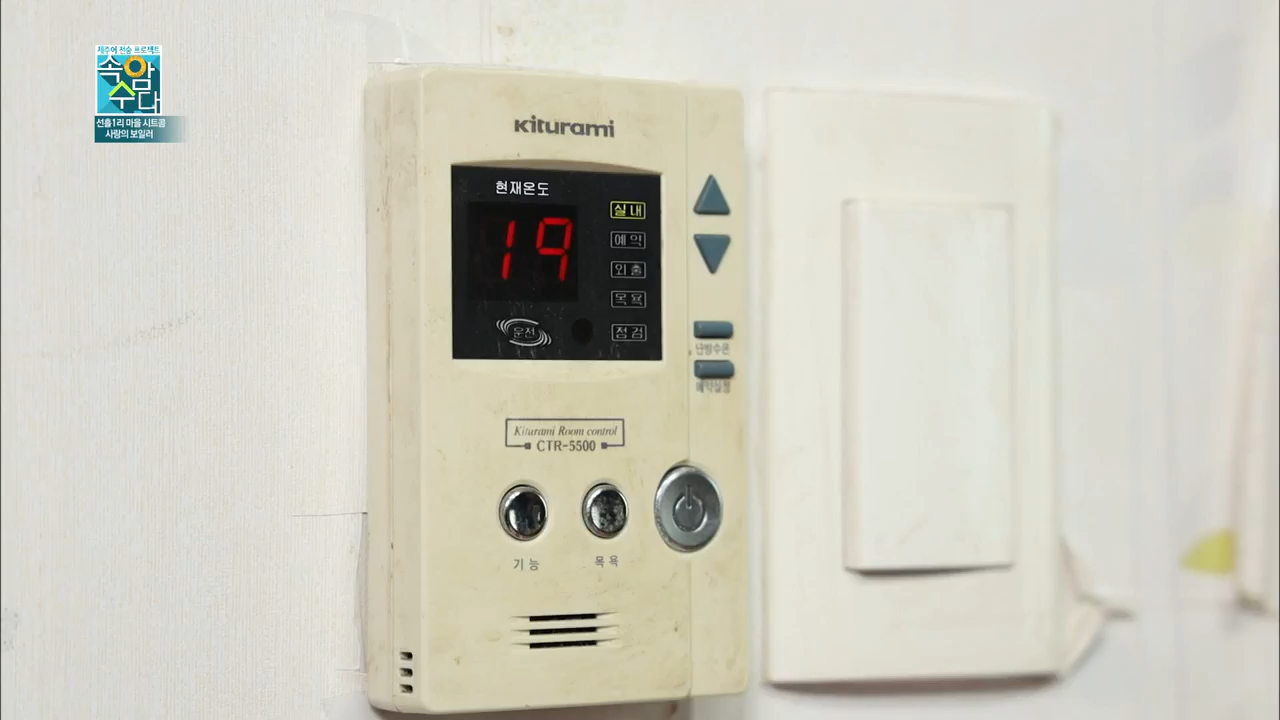 제주어 전승 프로젝트
속암
수다
선흘1리 마을 시트콤
사랑의 보일러
Kiturami
현재온도
실내
19
예약
외출
목욕
운전
점검
난방수온
예약설정
Kiturami Room control
CTR-5500
기능
목욕